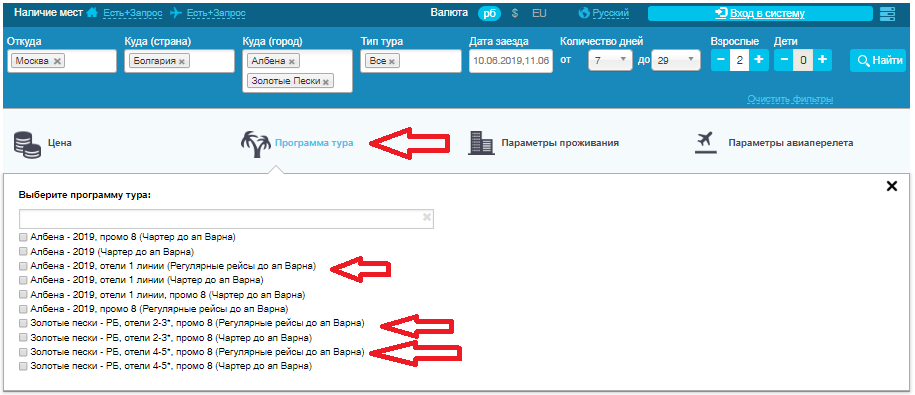 Наличие мест Есть+Запрос Есть+Запрос Валюта рб $ EU Русский Вход в систему
Откуда Куда (страна) Куда (город) Тип тура Дата заезда Количество дней Взрослые Дети
Москва × Болгария × Албена × Все × 10.06.2019,11.06 от 7 до 29 − 2 + − 0 + Найти
Золотые Пески ×
Очистить фильтры
Цена Программа тура Параметры проживания Параметры авиаперелета
Выберите программу тура:
Албена - 2019, промо 8 (Чартер до ап Варна)
Албена - 2019 (Чартер до ап Варна)
Албена - 2019, отели 1 линии (Регулярные рейсы до ап Варна)
Албена - 2019, отели 1 линии (Чартер до ап Варна)
Албена - 2019, отели 1 линии, промо 8 (Чартер до ап Варна)
Албена - 2019, промо 8 (Регулярные рейсы до ап Варна)
Золотые пески - РБ, отели 2-3*, промо 8 (Регулярные рейсы до ап Варна)
Золотые пески - РБ, отели 2-3*, промо 8 (Чартер до ап Варна)
Золотые пески - РБ, отели 4-5*, промо 8 (Регулярные рейсы до ап Варна)
Золотые пески - РБ, отели 4-5*, промо 8 (Чартер до ап Варна)